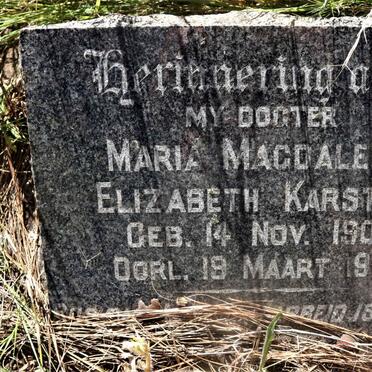 Herinnering a
MY DOGTER
MARIA MAGDALE
ELIZABETH KARST
GEB. 14 NOV. 190
OORL. 19 MAART 19